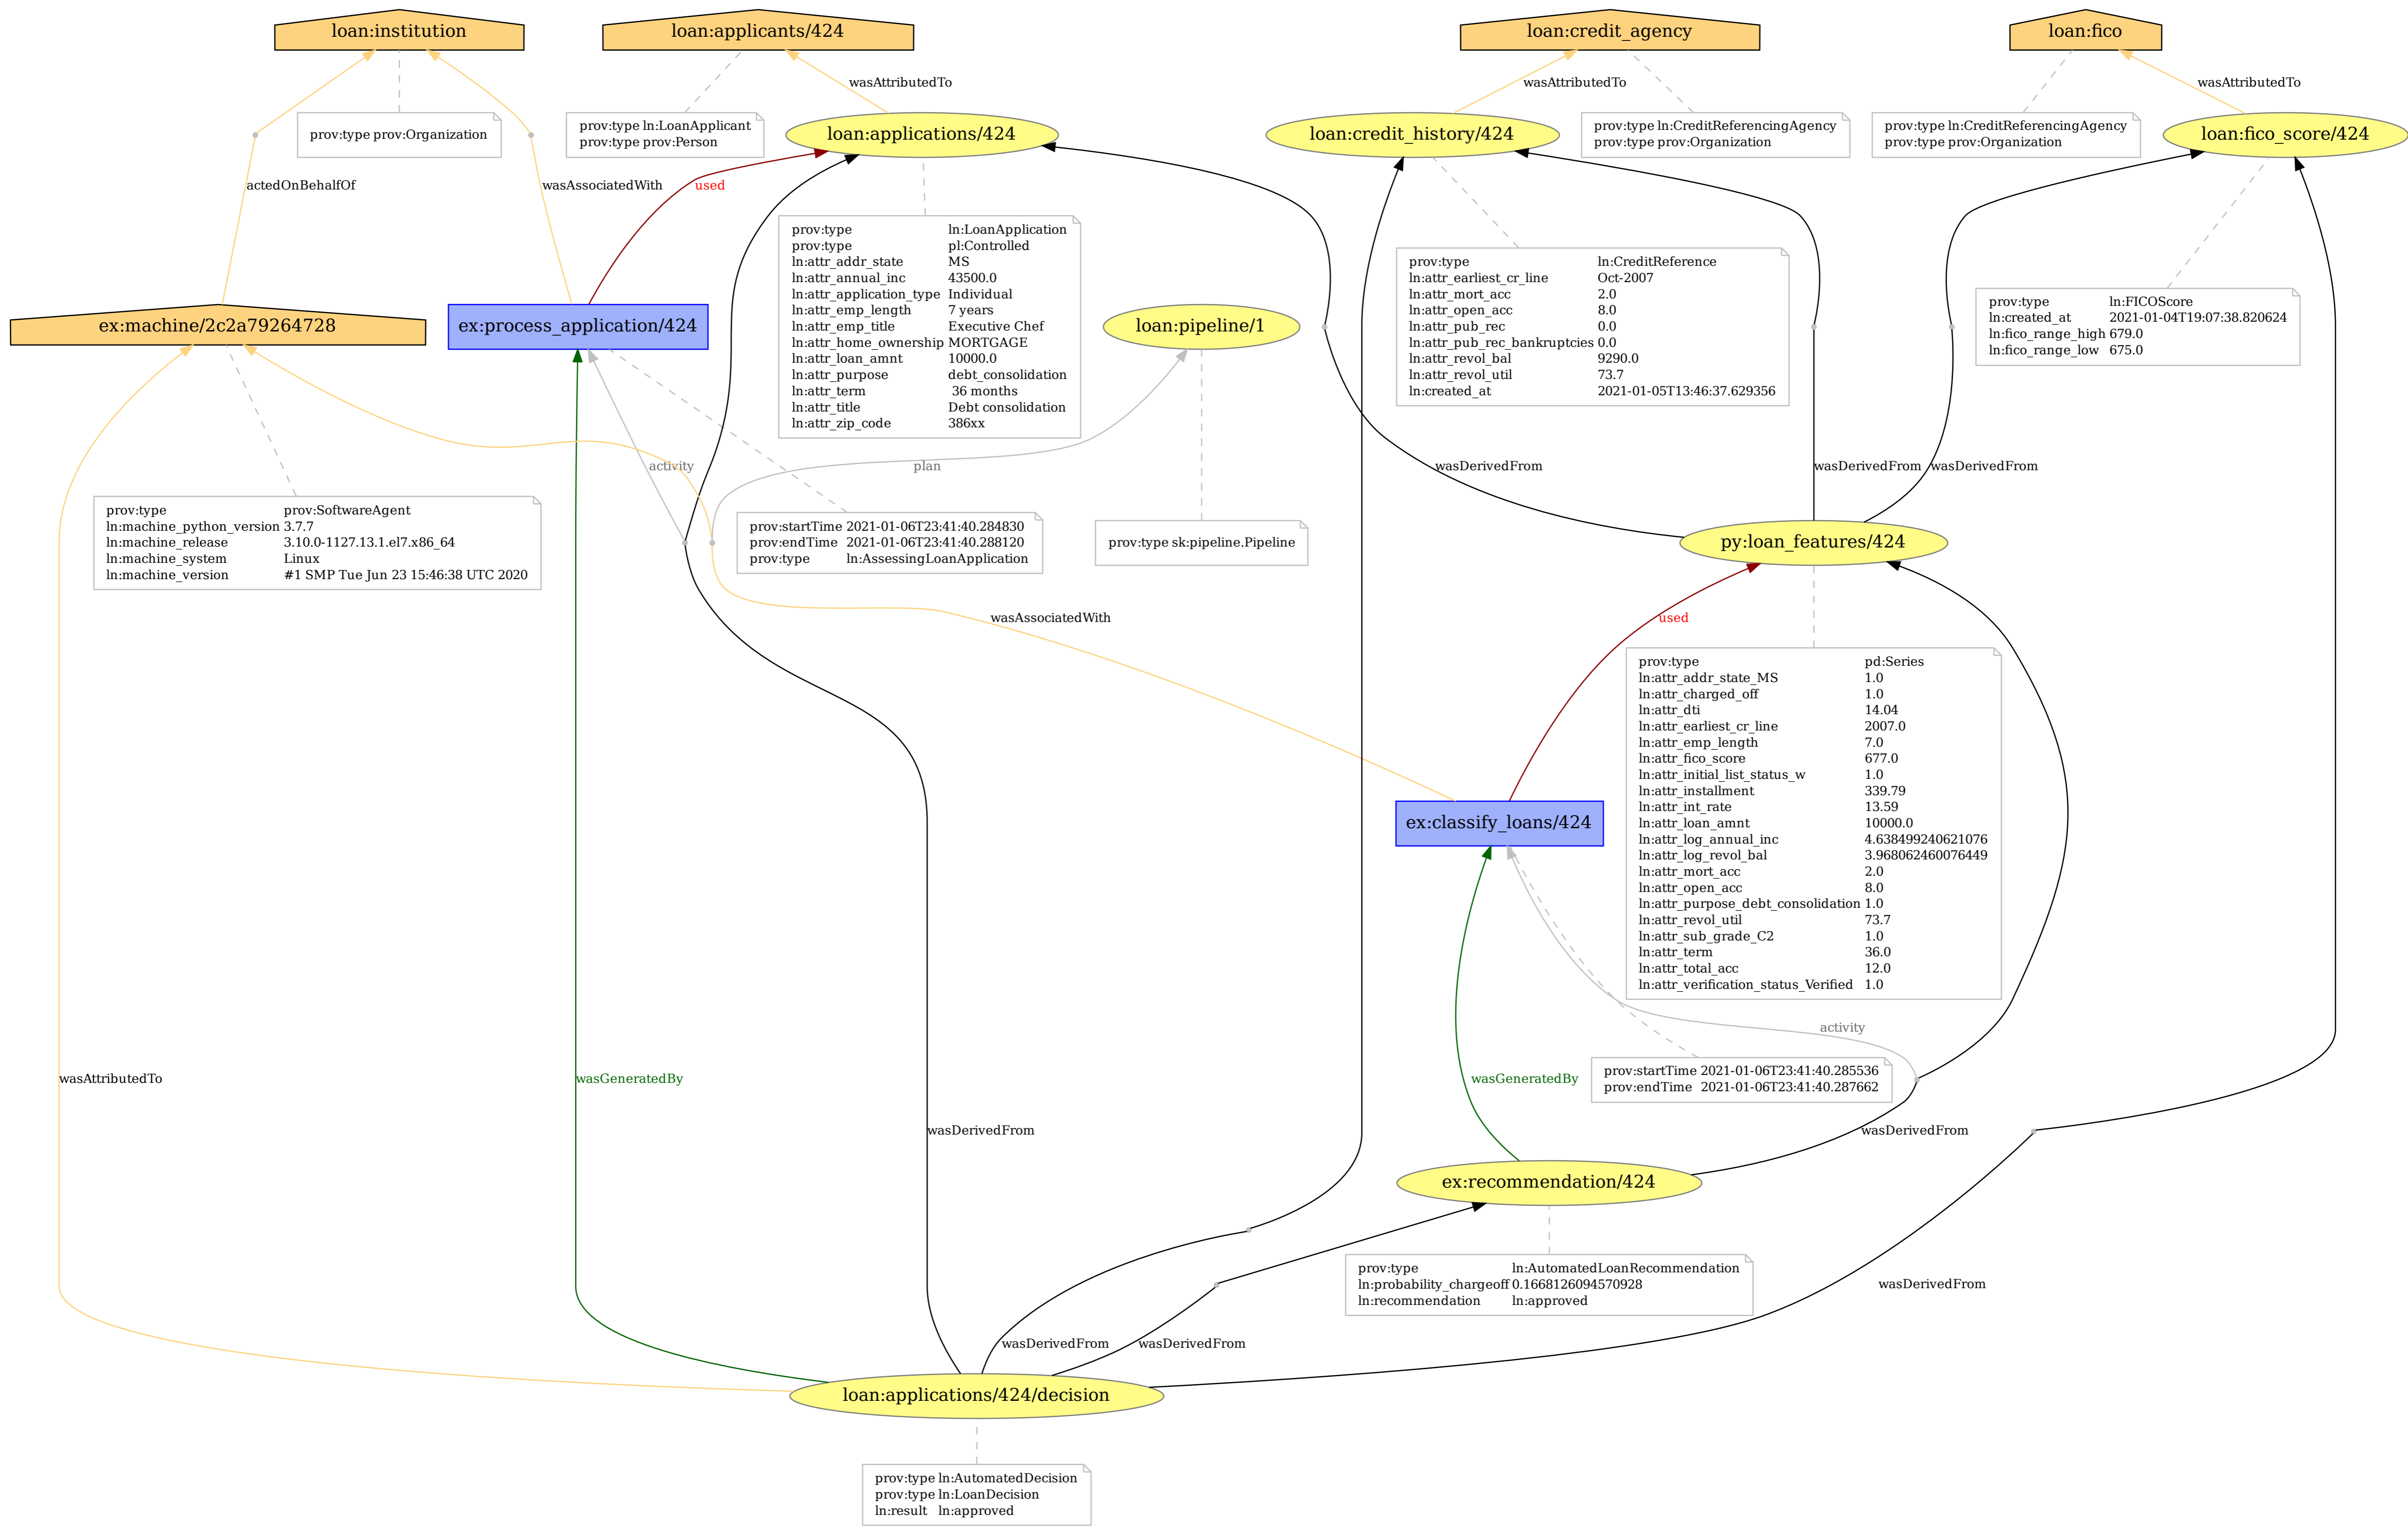 loan:institution
loan:applicants/424
loan:credit_agency
loan:fico
wasAttributedTo
wasAttributedTo
wasAttributedTo
prov:type prov:Organization
prov:type ln:LoanApplicant
prov:type prov:Person
loan:applications/424
loan:credit_history/424
prov:type ln:CreditReferencingAgency
prov:type prov:Organization
prov:type ln:CreditReferencingAgency
prov:type prov:Organization
loan:fico_score/424
actedOnBehalfOf
wasAssociatedWith
used
prov:type ln:LoanApplication
prov:type pl:Controlled
ln:attr_addr_state MS
ln:attr_annual_inc 43500.0
ln:attr_application_type Individual
ln:attr_emp_length 7 years
ln:attr_emp_title Executive Chef
ln:attr_home_ownership MORTGAGE
ln:attr_loan_amnt 10000.0
ln:attr_purpose debt_consolidation
ln:attr_term 36 months
ln:attr_title Debt consolidation
ln:attr_zip_code 386xx
prov:type ln:CreditReference
ln:attr_earliest_cr_line Oct-2007
ln:attr_mort_acc 2.0
ln:attr_open_acc 8.0
ln:attr_pub_rec 0.0
ln:attr_pub_rec_bankruptcies 0.0
ln:attr_revol_bal 9290.0
ln:attr_revol_util 73.7
ln:created_at 2021-01-05T13:46:37.629356
prov:type ln:FICOScore
ln:created_at 2021-01-04T19:07:38.820624
ln:fico_range_high 679.0
ln:fico_range_low 675.0
ex:machine/2c2a79264728
ex:process_application/424
loan:pipeline/1
activity
plan
wasDerivedFrom
wasDerivedFrom
wasDerivedFrom
prov:type prov:SoftwareAgent
ln:machine_python_version 3.7.7
ln:machine_release 3.10.0-1127.13.1.el7.x86_64
ln:machine_system Linux
ln:machine_version #1 SMP Tue Jun 23 15:46:38 UTC 2020
prov:startTime 2021-01-06T23:41:40.284830
prov:endTime 2021-01-06T23:41:40.288120
prov:type ln:AssessingLoanApplication
prov:type sk:pipeline.Pipeline
py:loan_features/424
wasAssociatedWith
used
prov:type pd:Series
ln:attr_addr_state_MS 1.0
ln:attr_charged_off 1.0
ln:attr_dti 14.04
ln:attr_earliest_cr_line 2007.0
ln:attr_emp_length 7.0
ln:attr_fico_score 677.0
ln:attr_initial_list_status_w 1.0
ln:attr_installment 339.79
ln:attr_int_rate 13.59
ln:attr_loan_amnt 10000.0
ln:attr_log_annual_inc 4.638499240621076
ln:attr_log_revol_bal 3.968062460076449
ln:attr_mort_acc 2.0
ln:attr_open_acc 8.0
ln:attr_purpose_debt_consolidation 1.0
ln:attr_revol_util 73.7
ln:attr_sub_grade_C2 1.0
ln:attr_term 36.0
ln:attr_total_acc 12.0
ln:attr_verification_status_Verified 1.0
ex:classify_loans/424
activity
prov:startTime 2021-01-06T23:41:40.285536
prov:endTime 2021-01-06T23:41:40.287662
wasAttributedTo
wasGeneratedBy
wasGeneratedBy
wasDerivedFrom
wasDerivedFrom
ex:recommendation/424
prov:type ln:AutomatedLoanRecommendation
ln:probability_chargeoff 0.1668126094570928
ln:recommendation ln:approved
wasDerivedFrom
wasDerivedFrom
wasDerivedFrom
loan:applications/424/decision
prov:type ln:AutomatedDecision
prov:type ln:LoanDecision
ln:result ln:approved